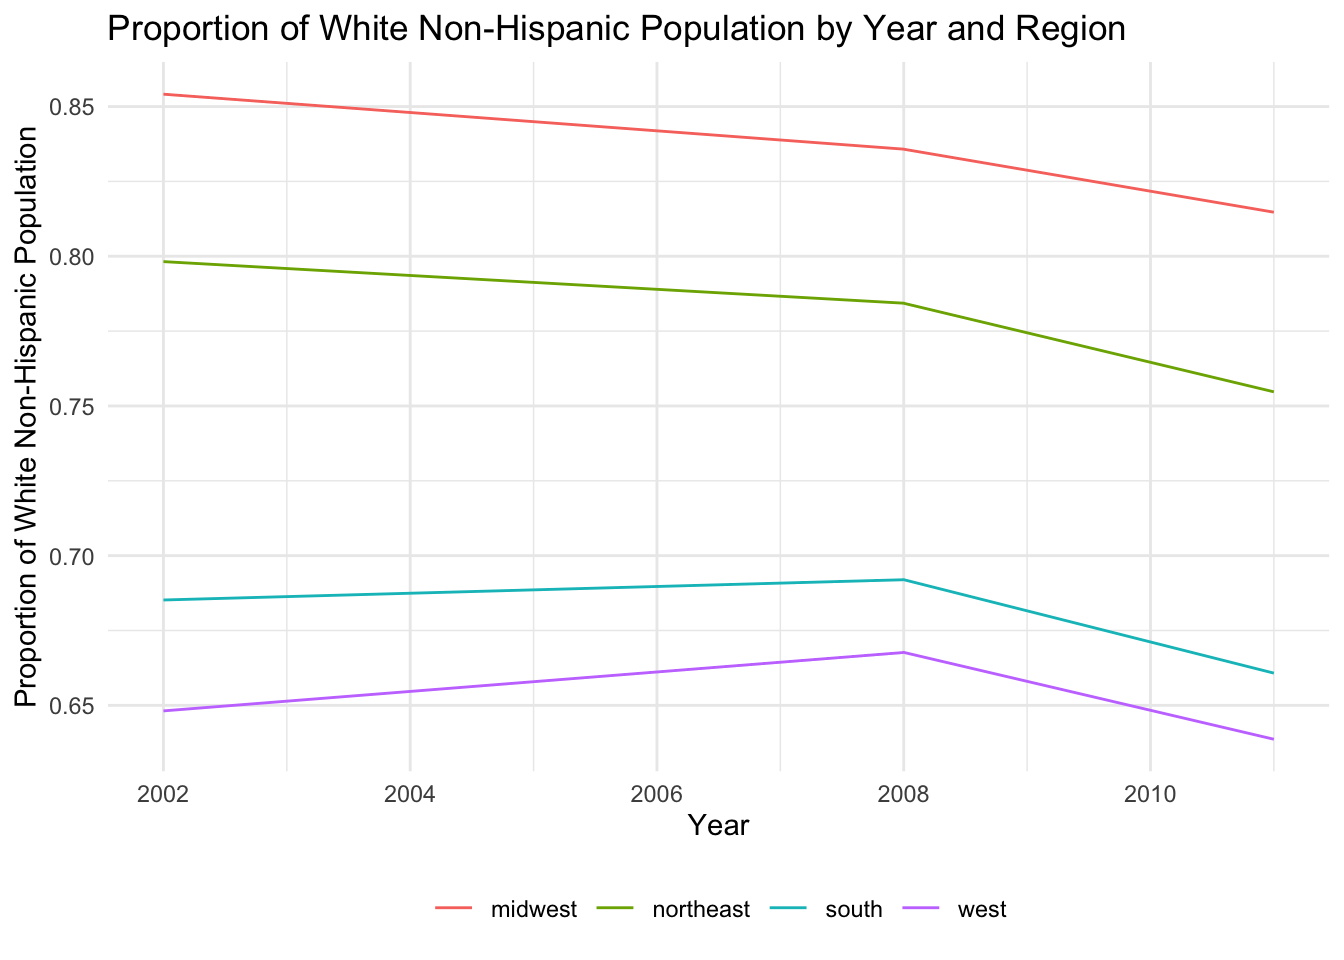 Proportion of White Non-Hispanic Population by Year and Region
Proportion of White Non-Hispanic Population
0.85
0.80
0.75
0.70
0.65
2002 2004 2006 2008 2010
Year
midwest northeast south west